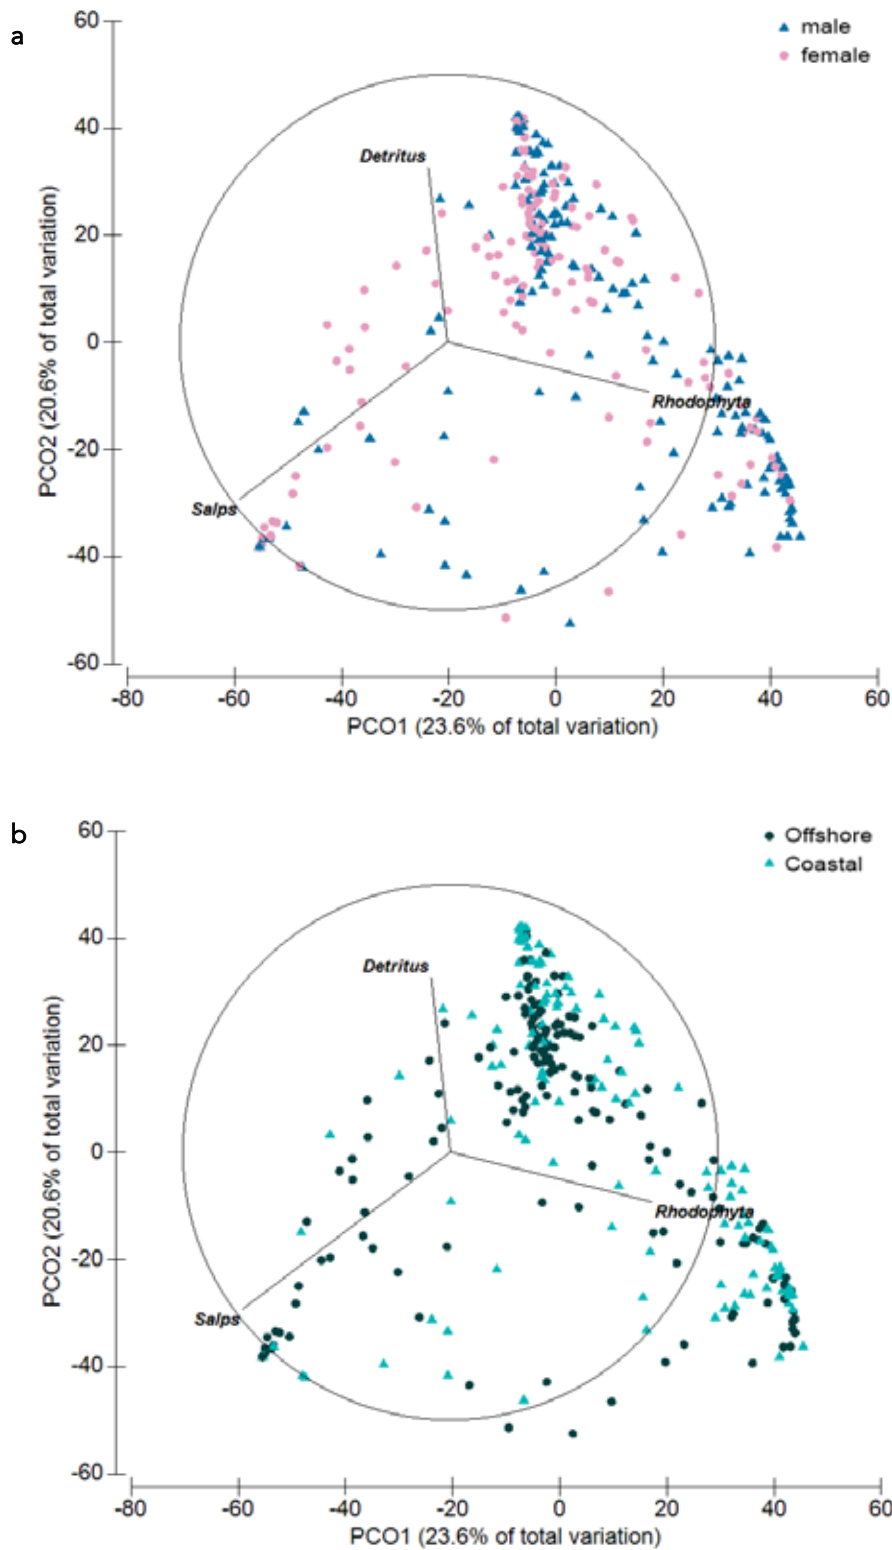 a
male
female
60
40
20
0
-20
-40
-60
PCO2 (20.6% of total variation)
Detritus
Rhodophyta
Salps
-80 -60 -40 -20 0 20 40 60
PCO1 (23.6% of total variation)
b
Offshore
Coastal
60
40
20
0
-20
-40
-60
PCO2 (20.6% of total variation)
Detritus
Rhodophyta
Salps
-80 -60 -40 -20 0 20 40 60
PCO1 (23.6% of total variation)